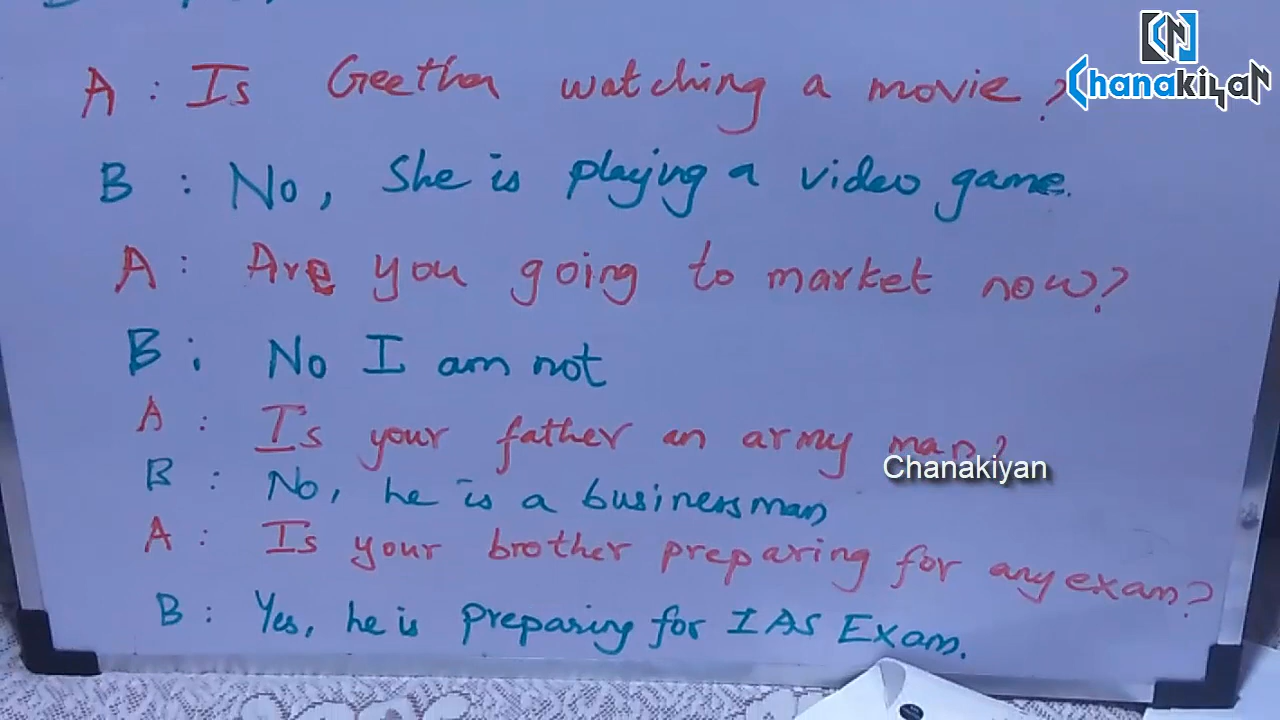 CN
Chanakiyan
A : Is Geetha watching a movie?
B : No, She is playing a video game.
A : Are you going to market now?
B : No I am not
A : Is your father an army man?
Chanakiyan
B : No, he is a businessman
A : Is your brother preparing for any exam?
B : Yes, he is preparing for IAS Exam.